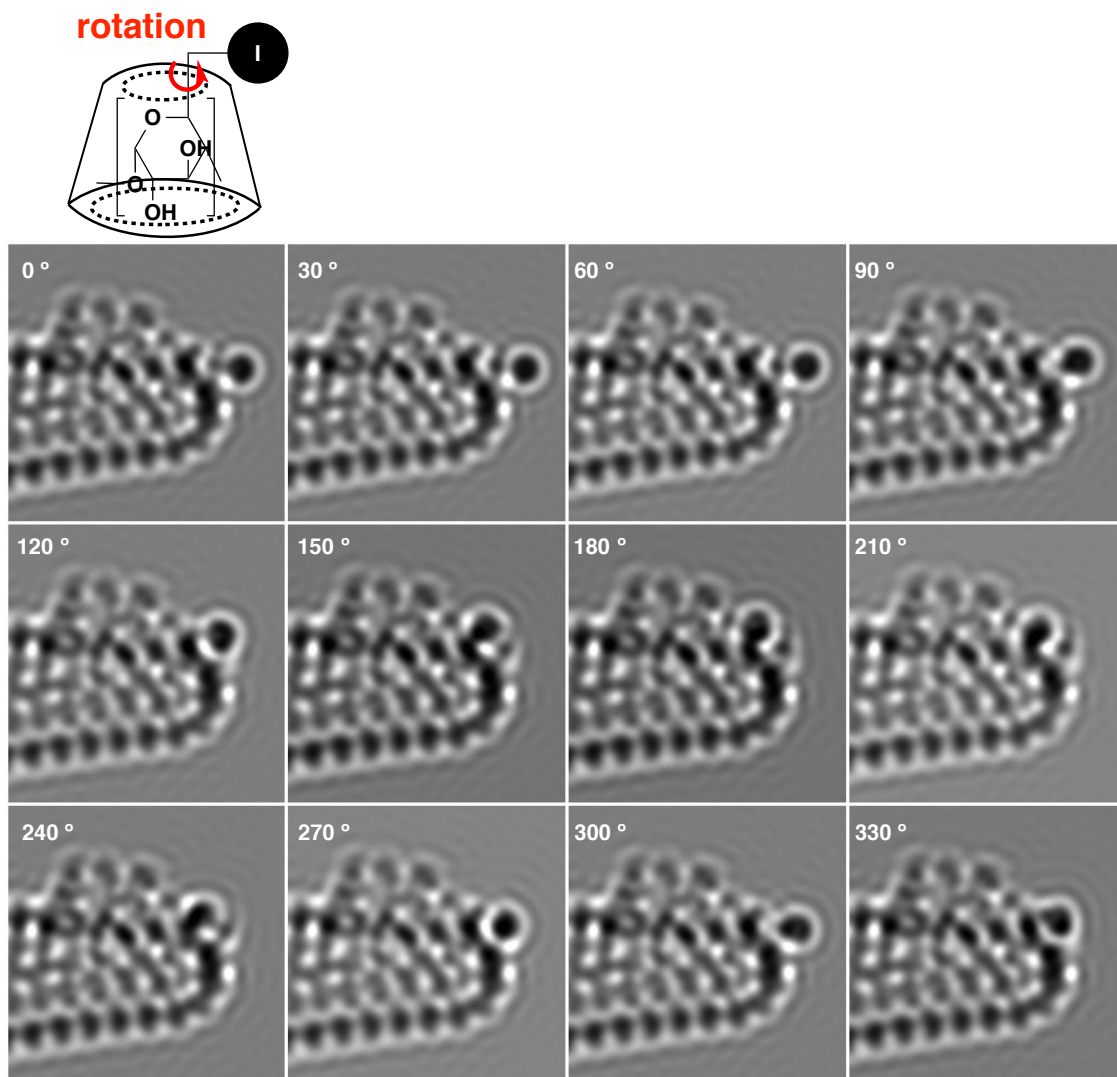 rotation
I
O
OH
O
OH
0 º
30 º
60 º
90 º
120 º
150 º
180 º
210 º
240 º
270 º
300 º
330 º